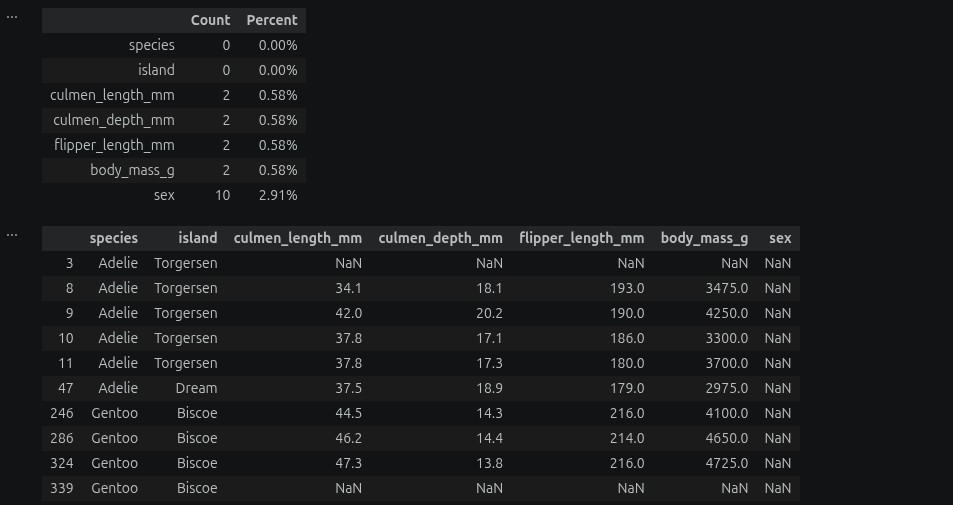 ...
Count Percent
species 0 0.00%
island 0 0.00%
culmen_length_mm 2 0.58%
culmen_depth_mm 2 0.58%
flipper_length_mm 2 0.58%
body_mass_g 2 0.58%
sex 10 2.91%
...
species island culmen_length_mm culmen_depth_mm flipper_length_mm body_mass_g sex
3 Adelie Torgersen NaN NaN NaN NaN NaN
8 Adelie Torgersen 34.1 18.1 193.0 3475.0 NaN
9 Adelie Torgersen 42.0 20.2 190.0 4250.0 NaN
10 Adelie Torgersen 37.8 17.1 186.0 3300.0 NaN
11 Adelie Torgersen 37.8 17.3 180.0 3700.0 NaN
47 Adelie Dream 37.5 18.9 179.0 2975.0 NaN
246 Gentoo Biscoe 44.5 14.3 216.0 4100.0 NaN
286 Gentoo Biscoe 46.2 14.4 214.0 4650.0 NaN
324 Gentoo Biscoe 47.3 13.8 216.0 4725.0 NaN
339 Gentoo Biscoe NaN NaN NaN NaN NaN